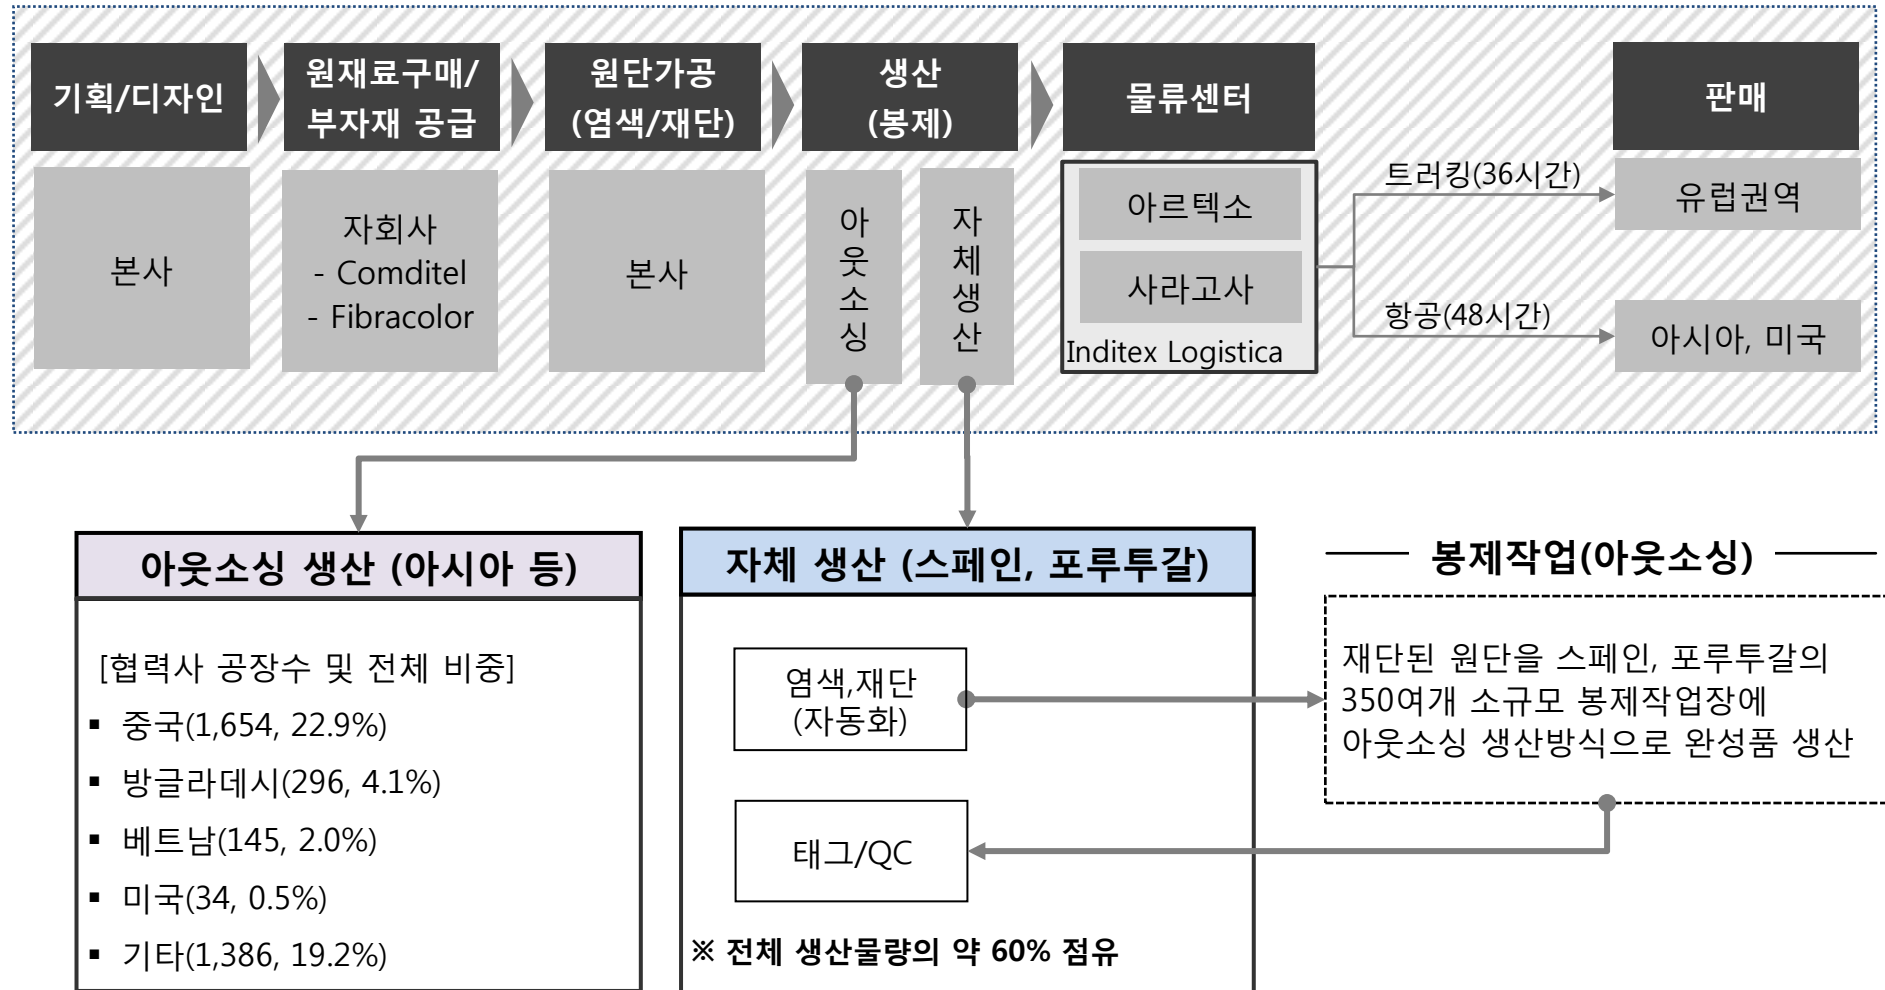 기획/디자인
원재료구매/
부자재 공급
원단가공
(염색/재단)
생산
(봉제)
물류센터
판매
본사
자회사
- Comditel
- Fibracolor
본사
아웃소싱
자체생산
아르텍소
사라고사
Inditex Logistica
트러킹(36시간)
항공(48시간)
유럽권역
아시아, 미국
아웃소싱 생산 (아시아 등)
[협력사 공장수 및 전체 비중]
▪ 중국(1,654, 22.9%)
▪ 방글라데시(296, 4.1%)
▪ 베트남(145, 2.0%)
▪ 미국(34, 0.5%)
▪ 기타(1,386, 19.2%)
자체 생산 (스페인, 포루투갈)
염색,재단
(자동화)
태그/QC
※ 전체 생산물량의 약 60% 점유
봉제작업(아웃소싱)
재단된 원단을 스페인, 포루투갈의
350여개 소규모 봉제작업장에
아웃소싱 생산방식으로 완성품 생산